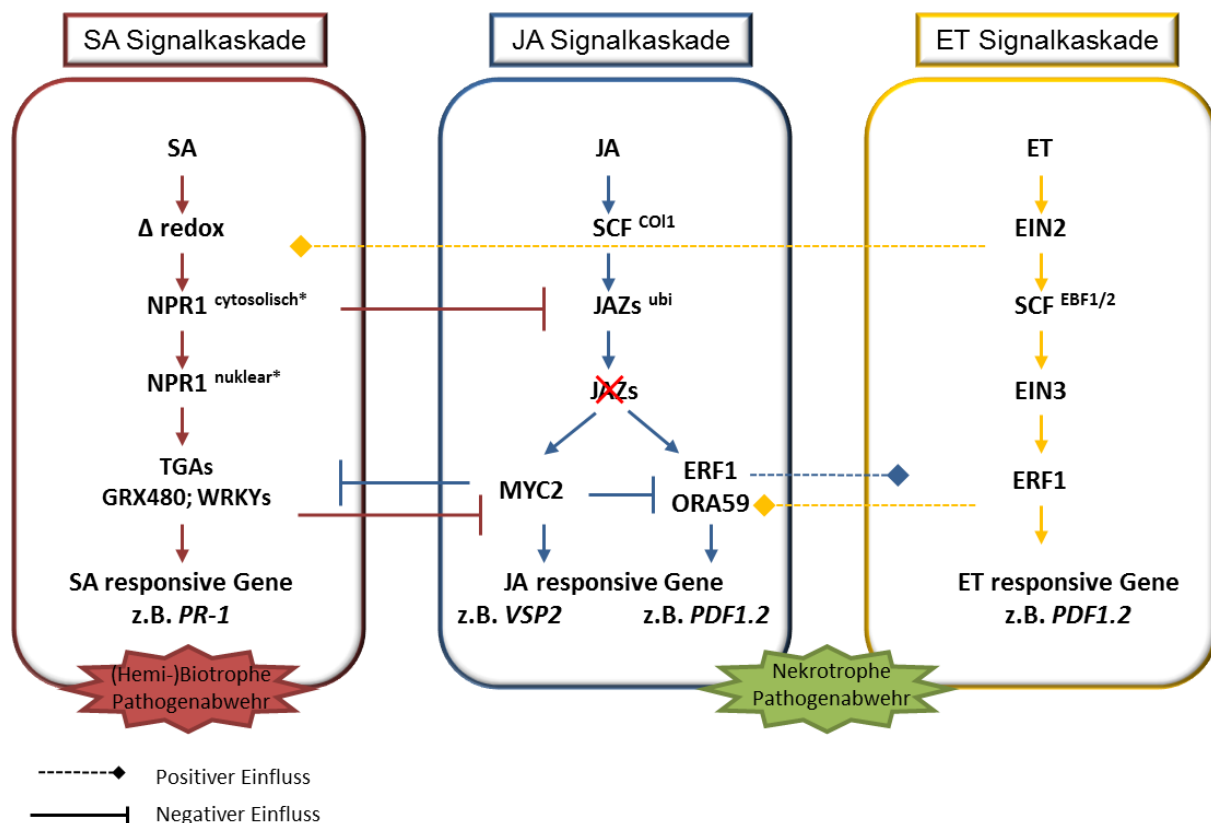 SA Signalkaskade
SA
Δ redox
NPR1 cytosolisch*
NPR1 nuklear*
TGAs
GRX480; WRKYs
SA responsive Gene
z.B. PR-1
(Hemi-)Biotrophe
Pathogenabwehr
JA Signalkaskade
JA
SCF COI1
JAZs ubi
JAZs
MYC2
ERF1
ORA59
JA responsive Gene
z.B. VSP2
z.B. PDF1.2
ET Signalkaskade
ET
EIN2
SCF EBF1/2
EIN3
ERF1
ET responsive Gene
z.B. PDF1.2
Nekrotrophe
Pathogenabwehr
Positiver Einfluss
Negativer Einfluss